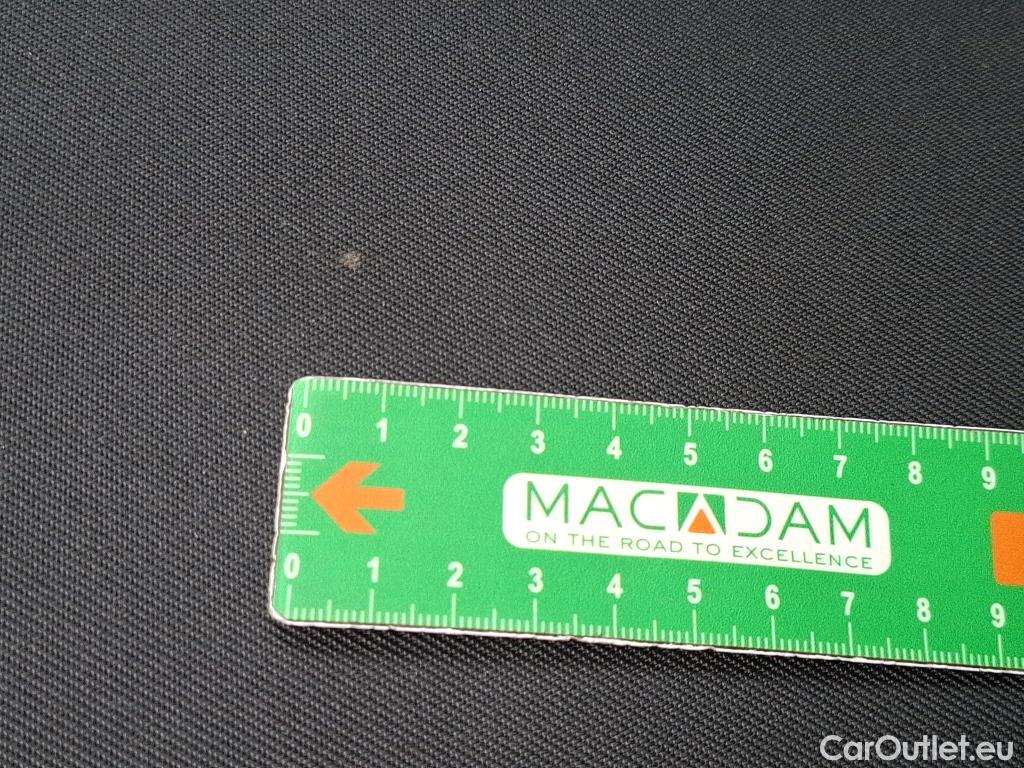 0 1 2 3 4 5 6 7 8 9
MACADAM
ON THE ROAD TO EXCELLENCE
0 1 2 3 4 5 6 7 8 9
CarOutlet.eu